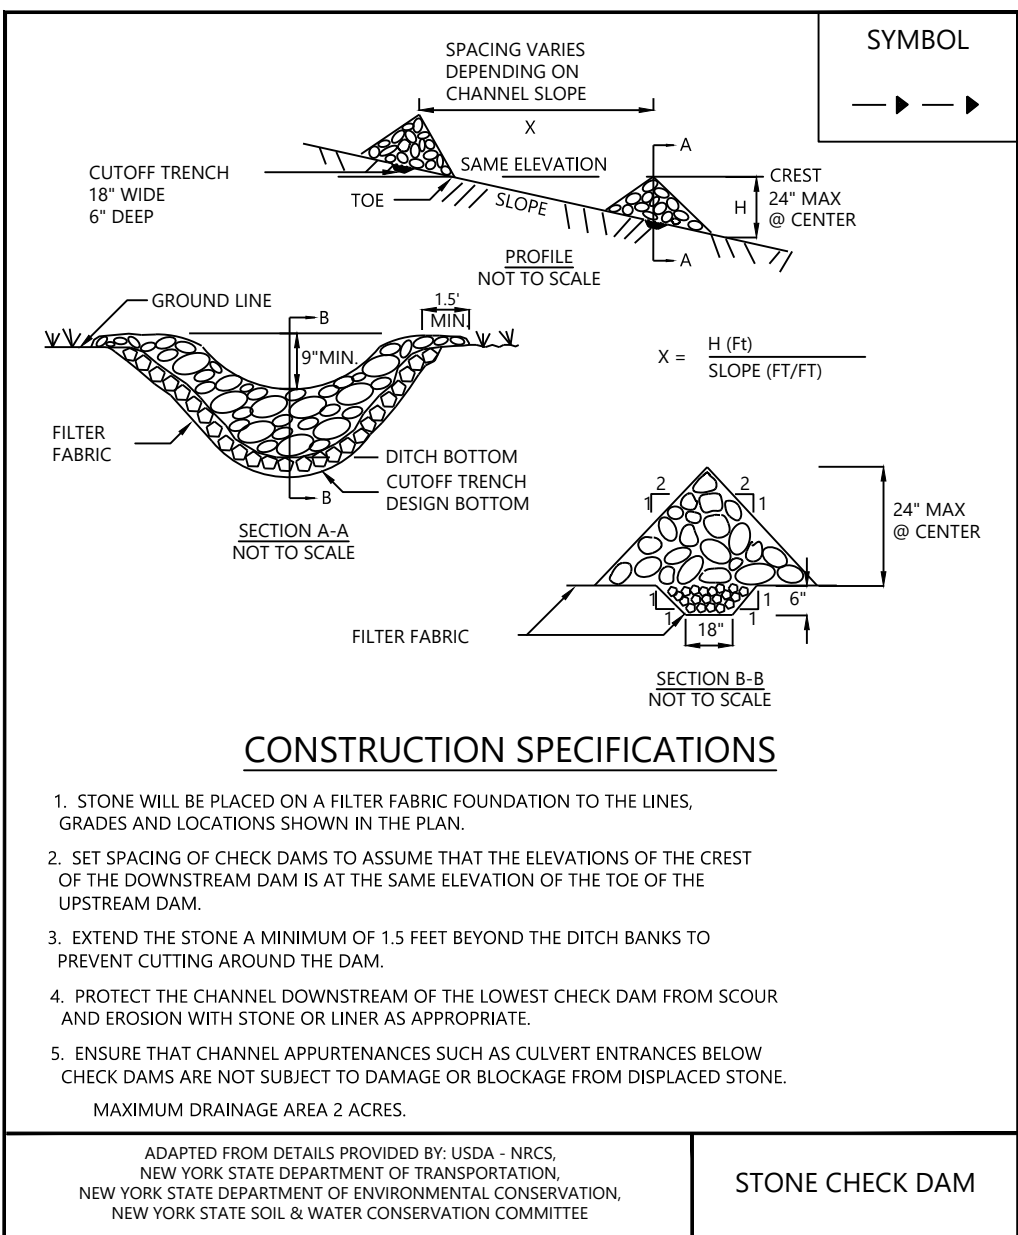 SYMBOL
SPACING VARIES
DEPENDING ON
CHANNEL SLOPE
X
A
CUTOFF TRENCH
18" WIDE
6" DEEP
SAME ELEVATION
TOE
SLOPE
CREST
24" MAX
@ CENTER
H
A
PROFILE
NOT TO SCALE
GROUND LINE
B
1.5'
MIN.
9"MIN.
X =
H (Ft)
SLOPE (FT/FT)
FILTER
FABRIC
DITCH BOTTOM
CUTOFF TRENCH
DESIGN BOTTOM
B
SECTION A-A
NOT TO SCALE
2
1
2
1
24" MAX
@ CENTER
1
1
1
1
6"
18"
FILTER FABRIC
SECTION B-B
NOT TO SCALE
CONSTRUCTION SPECIFICATIONS
1. STONE WILL BE PLACED ON A FILTER FABRIC FOUNDATION TO THE LINES,
GRADES AND LOCATIONS SHOWN IN THE PLAN.
2. SET SPACING OF CHECK DAMS TO ASSUME THAT THE ELEVATIONS OF THE CREST
OF THE DOWNSTREAM DAM IS AT THE SAME ELEVATION OF THE TOE OF THE
UPSTREAM DAM.
3. EXTEND THE STONE A MINIMUM OF 1.5 FEET BEYOND THE DITCH BANKS TO
PREVENT CUTTING AROUND THE DAM.
4. PROTECT THE CHANNEL DOWNSTREAM OF THE LOWEST CHECK DAM FROM SCOUR
AND EROSION WITH STONE OR LINER AS APPROPRIATE.
5. ENSURE THAT CHANNEL APPURTENANCES SUCH AS CULVERT ENTRANCES BELOW
CHECK DAMS ARE NOT SUBJECT TO DAMAGE OR BLOCKAGE FROM DISPLACED STONE.
MAXIMUM DRAINAGE AREA 2 ACRES.
ADAPTED FROM DETAILS PROVIDED BY: USDA - NRCS,
NEW YORK STATE DEPARTMENT OF TRANSPORTATION,
NEW YORK STATE DEPARTMENT OF ENVIRONMENTAL CONSERVATION,
NEW YORK STATE SOIL & WATER CONSERVATION COMMITTEE
STONE CHECK DAM